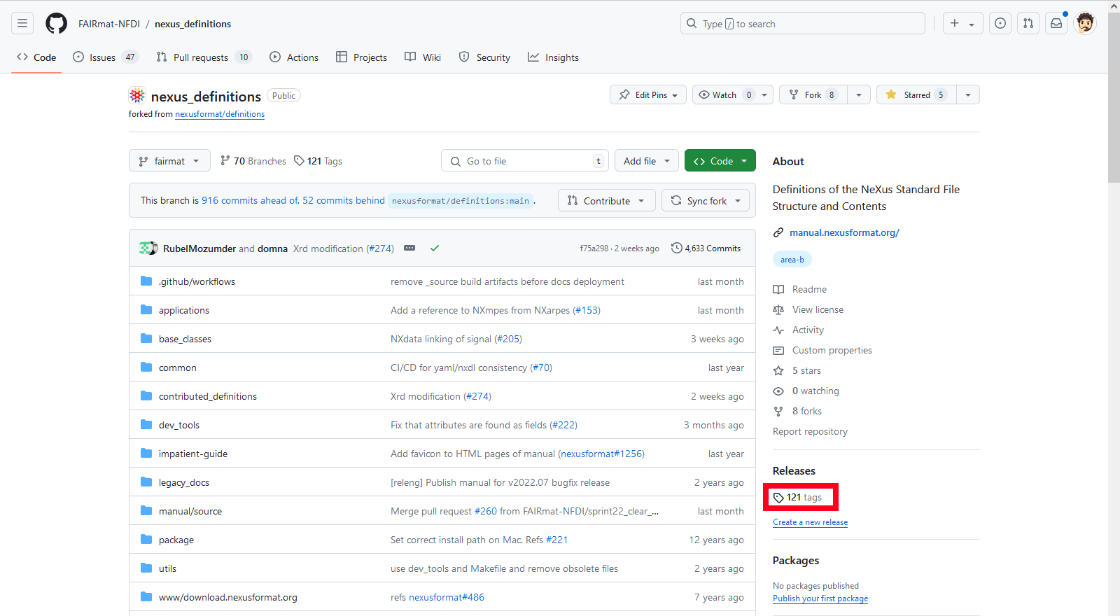 FAIRmat-NFDI / nexus_definitions
Type / to search
Code Issues 47 Pull requests 10 Actions Projects Wiki Security Insights
nexus_definitions Public
Edit Pins Watch 0 Fork 8 Starred 5
forked from nexusformat/definitions
fairmat 70 Branches 121 Tags Go to file t Add file <> Code
This branch is 916 commits ahead of, 52 commits behind nexusformat/definitions:main. Contribute Sync fork
RubelMozumder and domna Xrd modification (#274) f75a298 · 2 weeks ago 4,633 Commits
.github/workflows remove _source build artifacts before docs deployment last month
applications Add a reference to NXmpes from NXarpes (#153) last month
base_classes NXdata linking of signal (#205) 3 weeks ago
common CI/CD for yaml/nxdl consistency (#70) last year
contributed_definitions Xrd modification (#274) 2 weeks ago
dev_tools Fix that attributes are found as fields (#222) 3 months ago
impatient-guide Add favicon to HTML pages of manual (nexusformat#1256) last year
legacy_docs [releng] Publish manual for v2022.07 bugfix release 2 years ago
manual/source Merge pull request #260 from FAIRmat-NFDI/sprint22_clear_... last month
package Set correct install path on Mac. Refs #221 12 years ago
utils use dev_tools and Makefile and remove obsolete files 2 years ago
www/download.nexusformat.org refs nexusformat#486 7 years ago
About
Definitions of the NeXus Standard File
Structure and Contents
manual.nexusformat.org/
area-b
Readme
View license
Activity
Custom properties
5 stars
0 watching
8 forks
Report repository
Releases
121 tags
Create a new release
Packages
No packages published
Publish your first package